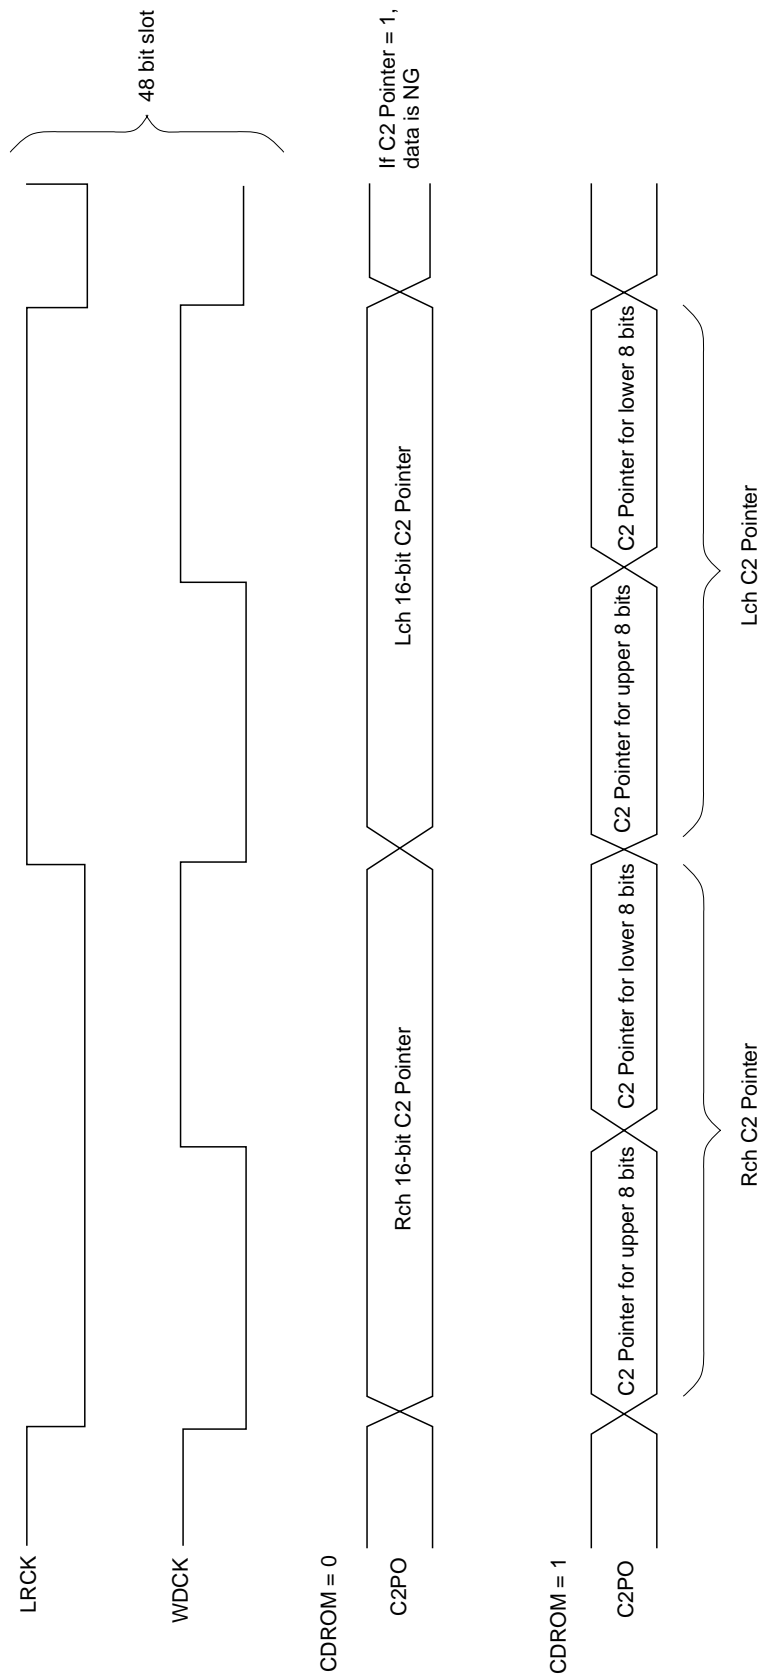 LRCK
48 bit slot
WDCK
CDROM = 0
C2PO
Rch 16-bit C2 Pointer
Lch 16-bit C2 Pointer
If C2 Pointer = 1,
data is NG
CDROM = 1
C2PO
C2 Pointer for upper 8 bits
C2 Pointer for lower 8 bits
C2 Pointer for upper 8 bits
C2 Pointer for lower 8 bits
Rch C2 Pointer
Lch C2 Pointer